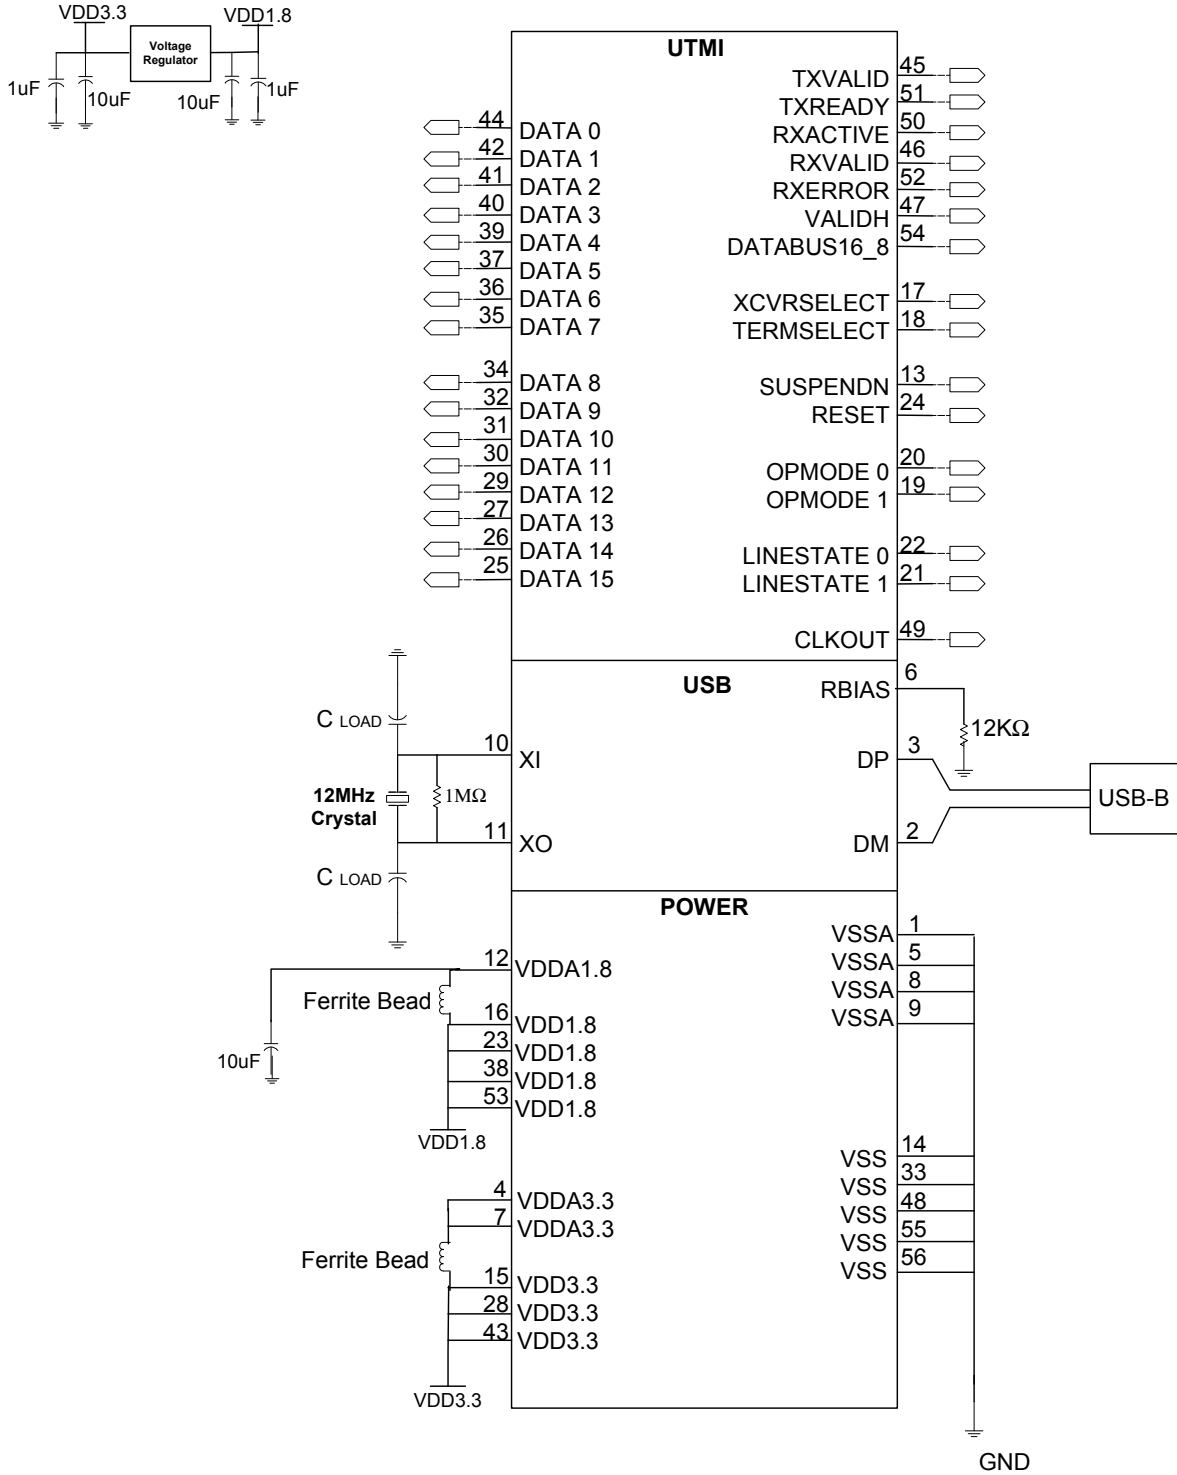 VDD3.3
VDD1.8
Voltage
Regulator
1uF
10uF
10uF
1uF
UTMI
44 DATA 0
42 DATA 1
41 DATA 2
40 DATA 3
39 DATA 4
37 DATA 5
36 DATA 6
35 DATA 7
34 DATA 8
32 DATA 9
31 DATA 10
30 DATA 11
29 DATA 12
27 DATA 13
26 DATA 14
25 DATA 15
TXVALID 45
TXREADY 51
RXACTIVE 50
RXVALID 46
RXERROR 52
VALIDH 47
DATABUS16_8 54
XCVRSELECT 17
TERMSELECT 18
SUSPENDN 13
RESET 24
OPMODE 0 20
OPMODE 1 19
LINESTATE 0 22
LINESTATE 1 21
CLKOUT 49
USB
C LOAD
10 XI
12MHz
Crystal
1MΩ
11 XO
C LOAD
RBIAS 6
12KΩ
DP 3
DM 2
USB-B
POWER
12 VDDA1.8
Ferrite Bead
16 VDD1.8
23 VDD1.8
38 VDD1.8
53 VDD1.8
10uF
VDD1.8
4 VDDA3.3
7 VDDA3.3
Ferrite Bead
15 VDD3.3
28 VDD3.3
43 VDD3.3
VDD3.3
VSSA 1
VSSA 5
VSSA 8
VSSA 9
VSS 14
VSS 33
VSS 48
VSS 55
VSS 56
GND